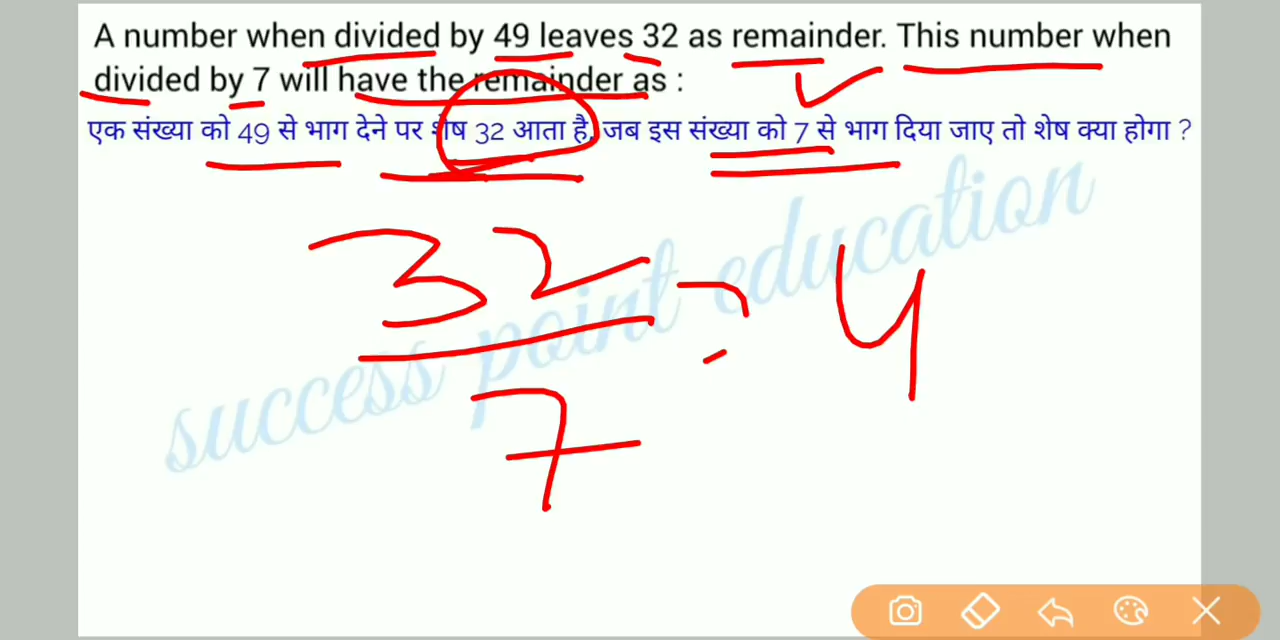 A number when divided by 49 leaves 32 as remainder. This number when
divided by 7 will have the remainder as :
एक संख्या को 49 से भाग देने पर शेष 32 आता है, जब इस संख्या को 7 से भाग दिया जाए तो शेष क्या होगा ?
success point education
32 = 4
7